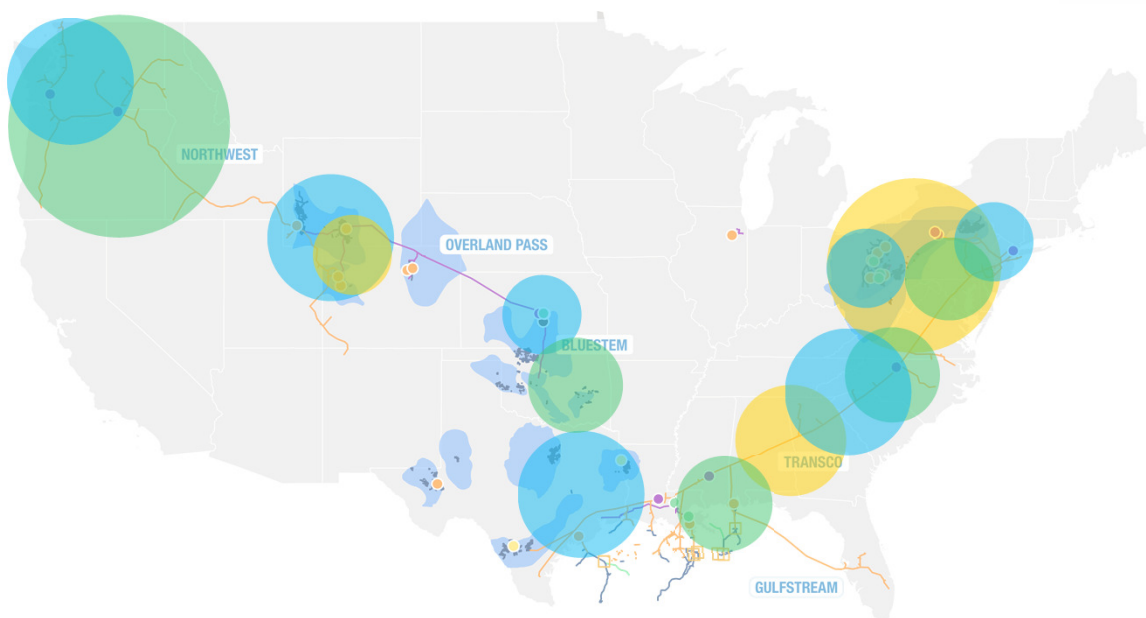 NORTHWEST
OVERLAND PASS
BLUESTEM
TRANSCO
GULFSTREAM